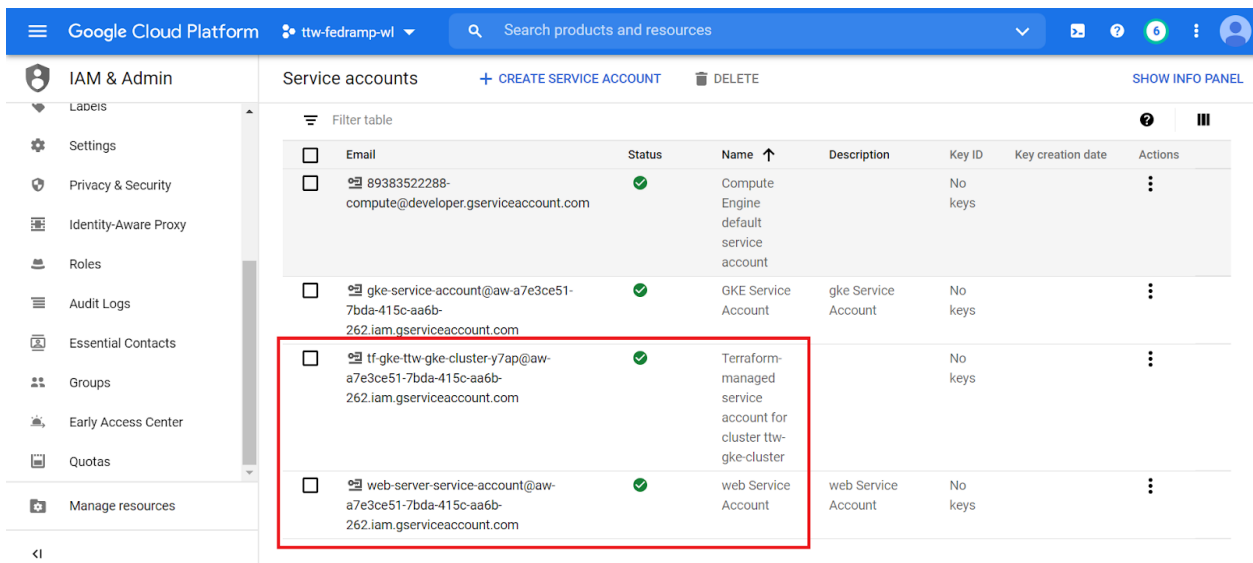 Google Cloud Platform
ttw-fedramp-wl
Search products and resources
6
IAM & Admin
Labels
Settings
Privacy & Security
Identity-Aware Proxy
Roles
Audit Logs
Essential Contacts
Groups
Early Access Center
Quotas
Manage resources
Service accounts
CREATE SERVICE ACCOUNT
DELETE
SHOW INFO PANEL
Filter table
Email Status Name Description Key ID Key creation date Actions
89383522288-
compute@developer.gserviceaccount.com
Compute
Engine
default
service
account
No
keys
gke-service-account@aw-a7e3ce51-
7bda-415c-aa6b-
262.iam.gserviceaccount.com
GKE Service
Account
gke Service
Account
No
keys
tf-gke-ttw-gke-cluster-y7ap@aw-
a7e3ce51-7bda-415c-aa6b-
262.iam.gserviceaccount.com
Terraform-
managed
service
account for
cluster ttw-
gke-cluster
No
keys
web-server-service-account@aw-
a7e3ce51-7bda-415c-aa6b-
262.iam.gserviceaccount.com
web Service
Account
web Service
Account
No
keys